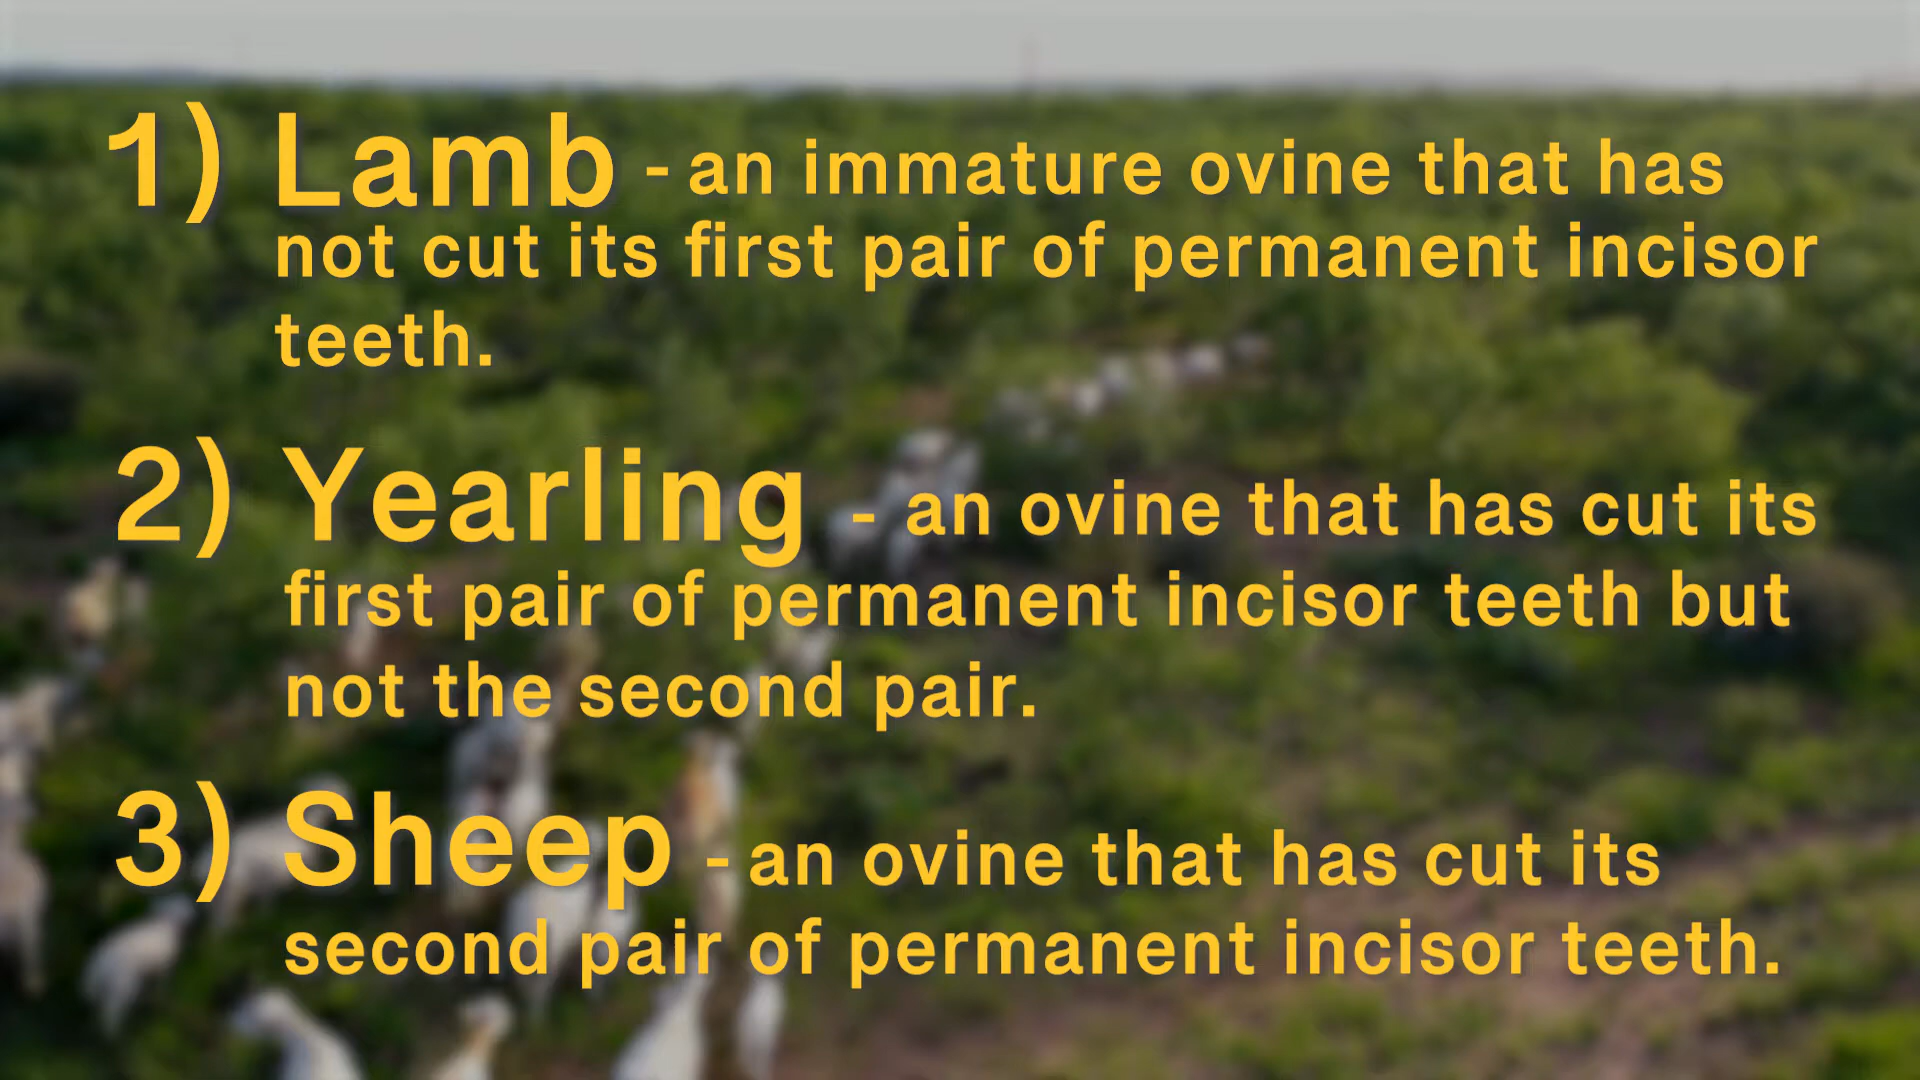 1) Lamb - an immature ovine that has
not cut its first pair of permanent incisor
teeth.
2) Yearling - an ovine that has cut its
first pair of permanent incisor teeth but
not the second pair.
3) Sheep - an ovine that has cut its
second pair of permanent incisor teeth.